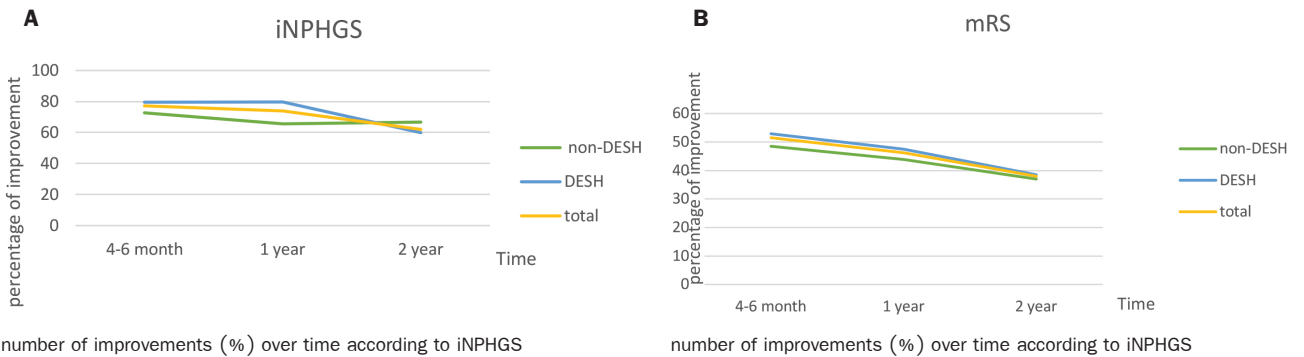 A
iNPHGS
percentage of improvement
100
80
60
40
20
0
4-6 month
1 year
2 year
Time
non-DESH
DESH
total
number of improvements (%) over time according to iNPHGS
B
mRS
percentage of improvement
60
50
40
30
20
10
0
4-6 month
1 year
2 year
Time
non-DESH
DESH
total
number of improvements (%) over time according to iNPHGS